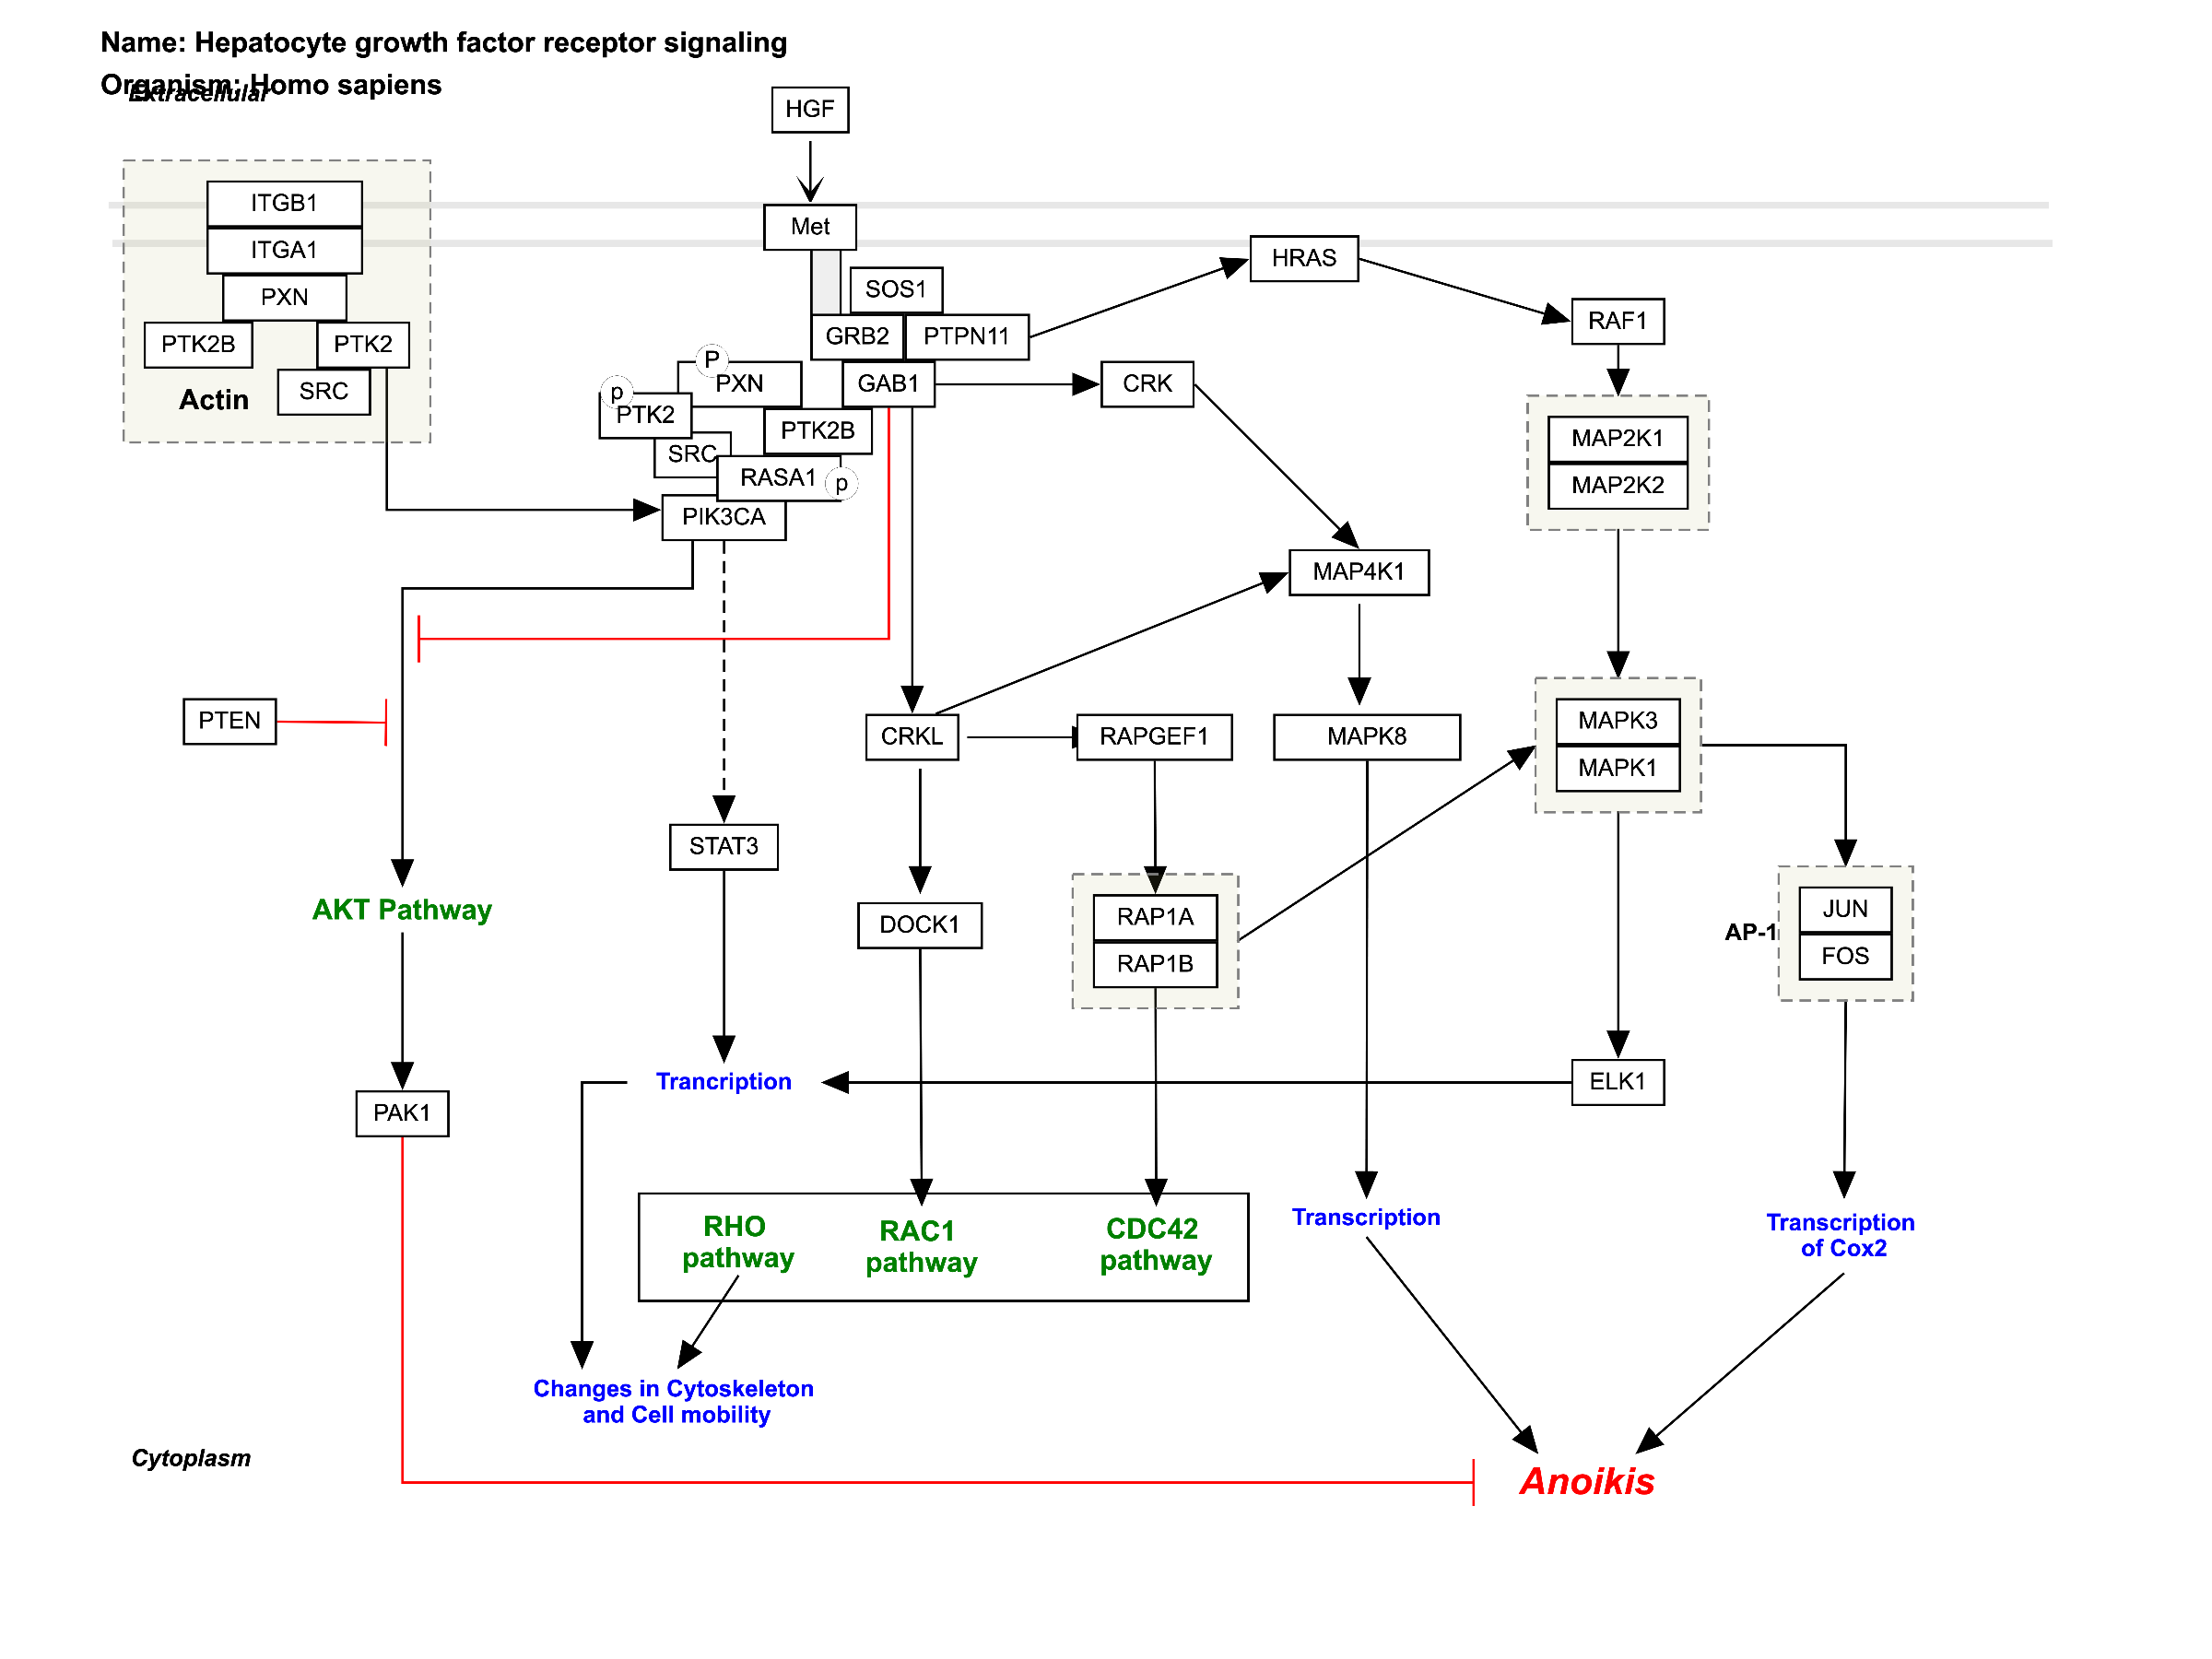 Name: Hepatocyte growth factor receptor signaling
Organism: Homo sapiens
Extracellular
HGF
ITGB1
Met
ITGA1
HRAS
SOS1
PXN
RAF1
GRB2
PTPN11
PTK2B
PTK2
P
PXN
GAB1
CRK
SRC
Actin
p
PTK2
PTK2B
MAP2K1
SRC
RASA1
p
MAP2K2
PIK3CA
MAP4K1
PTEN
CRKL
RAPGEF1
MAPK8
MAPK3
MAPK1
STAT3
AKT Pathway
DOCK1
RAP1A
RAP1B
AP-1
JUN
FOS
Trancription
ELK1
PAK1
RHO
pathway
RAC1
pathway
CDC42
pathway
Transcription
Transcription
of Cox2
Changes in Cytoskeleton
and Cell mobility
Cytoplasm
Anoikis